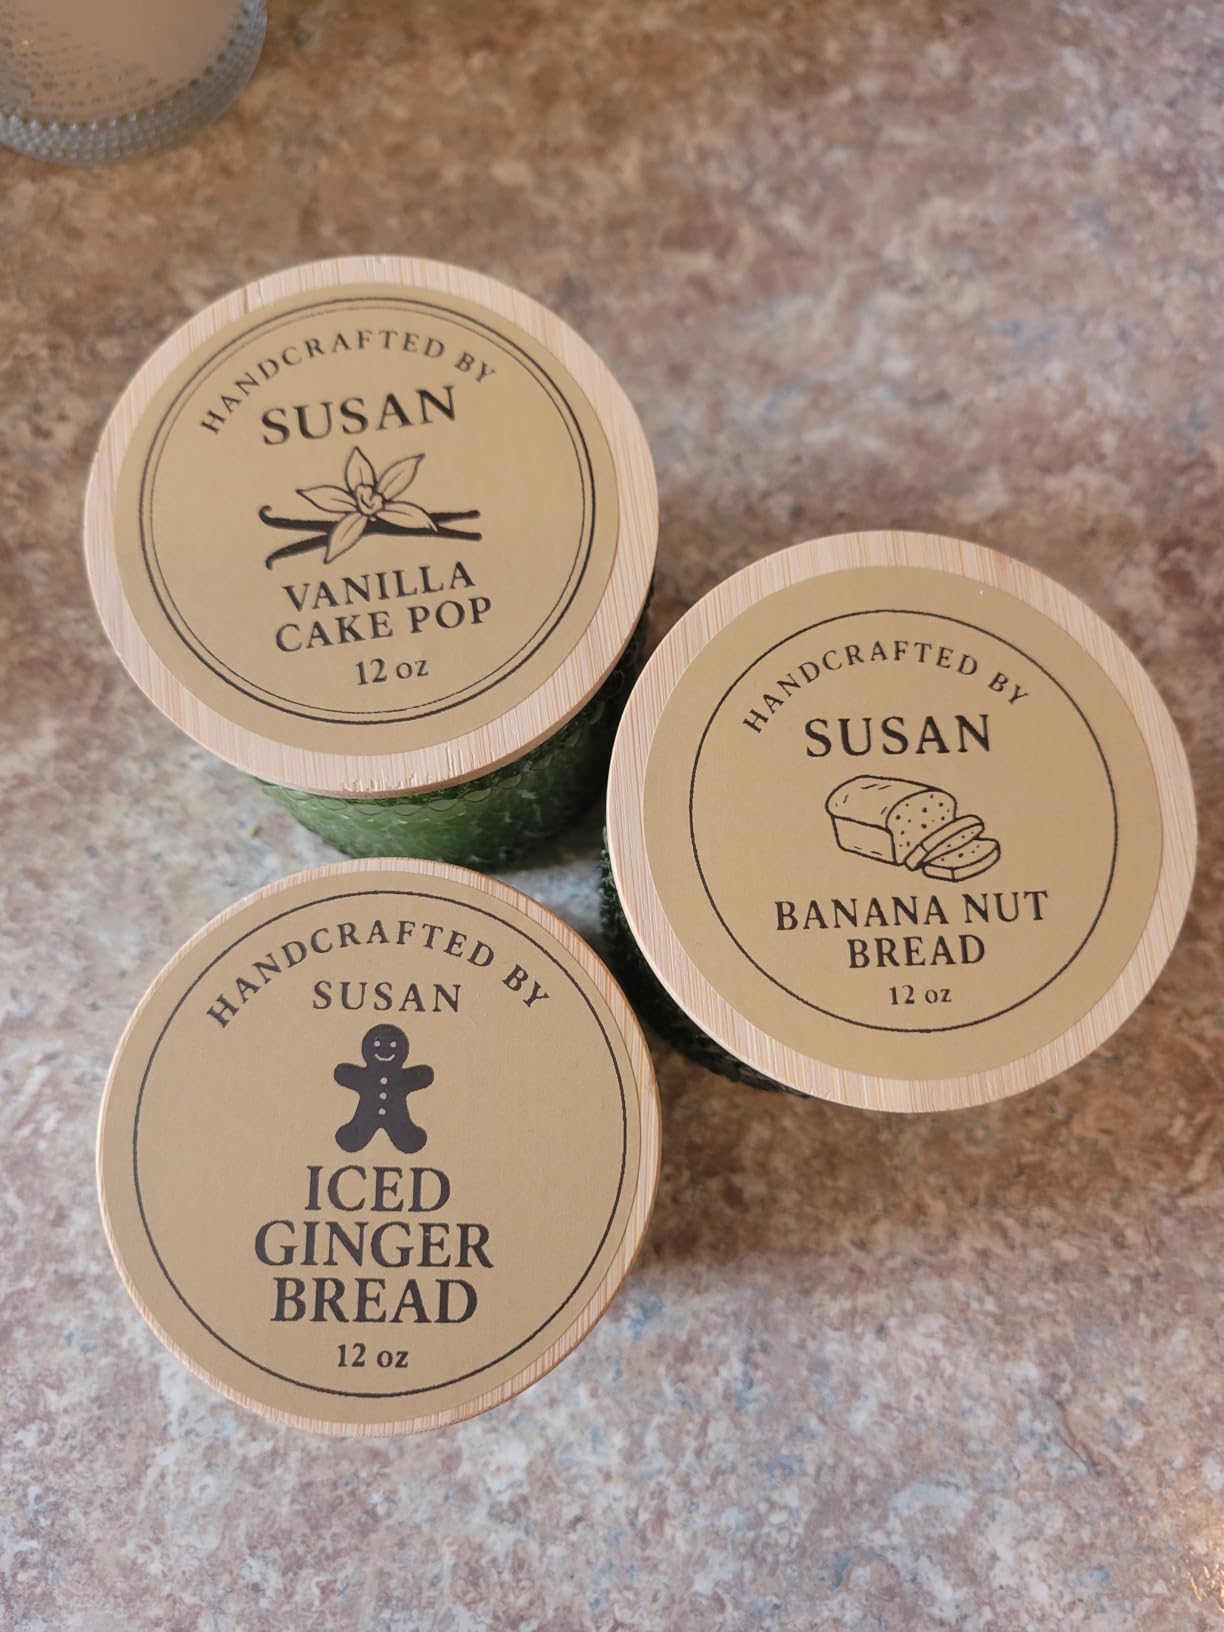 HANDCRAFTED BY
SUSAN
VANILLA
CAKE POP
12 oz
HANDCRAFTED BY
SUSAN
BANANA NUT
BREAD
12 oz
HANDCRAFTED BY
SUSAN
ICED
GINGER
BREAD
12 oz